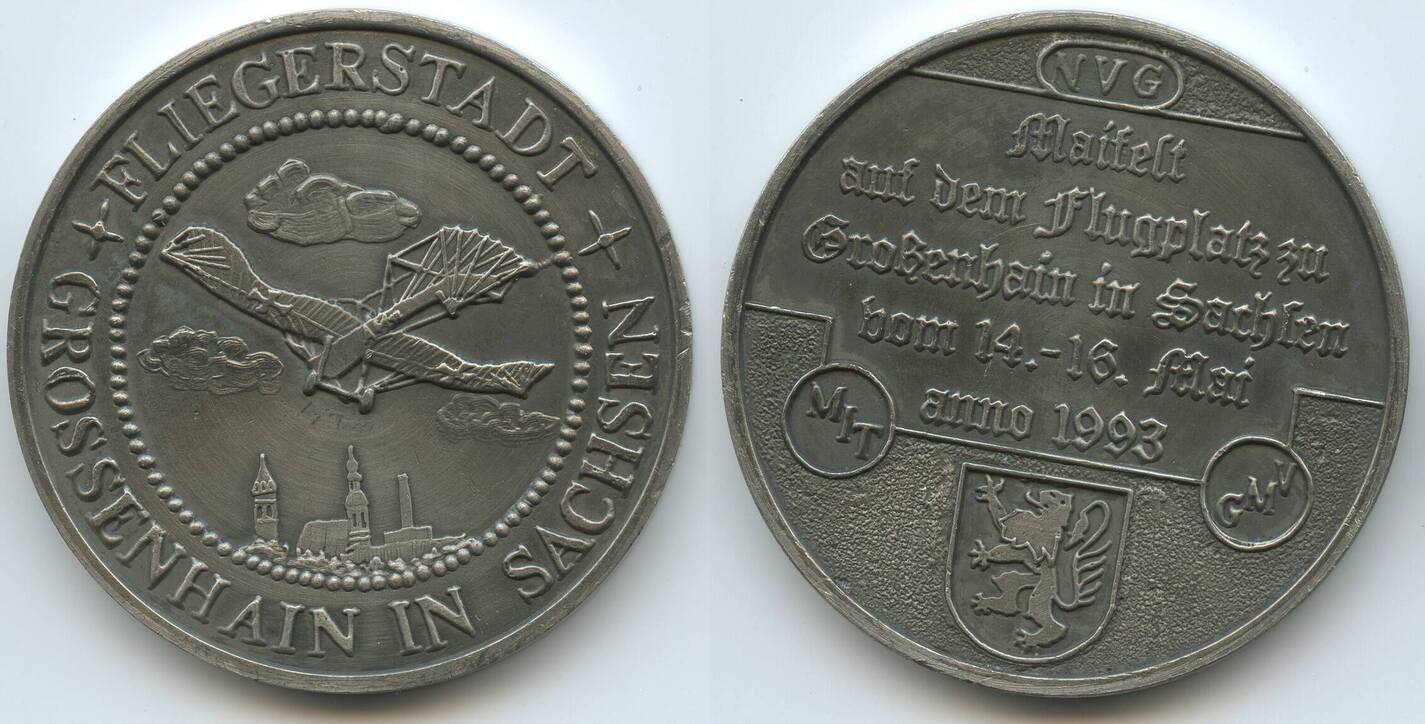 FLIEGERSTADT
GROSSENHAIN IN SACHSEN
NVG
Maifest
auf dem Flugplatz zu
Großenhain in Sachsen
vom 14.-16. Mai
anno 1993
MIT
GMV